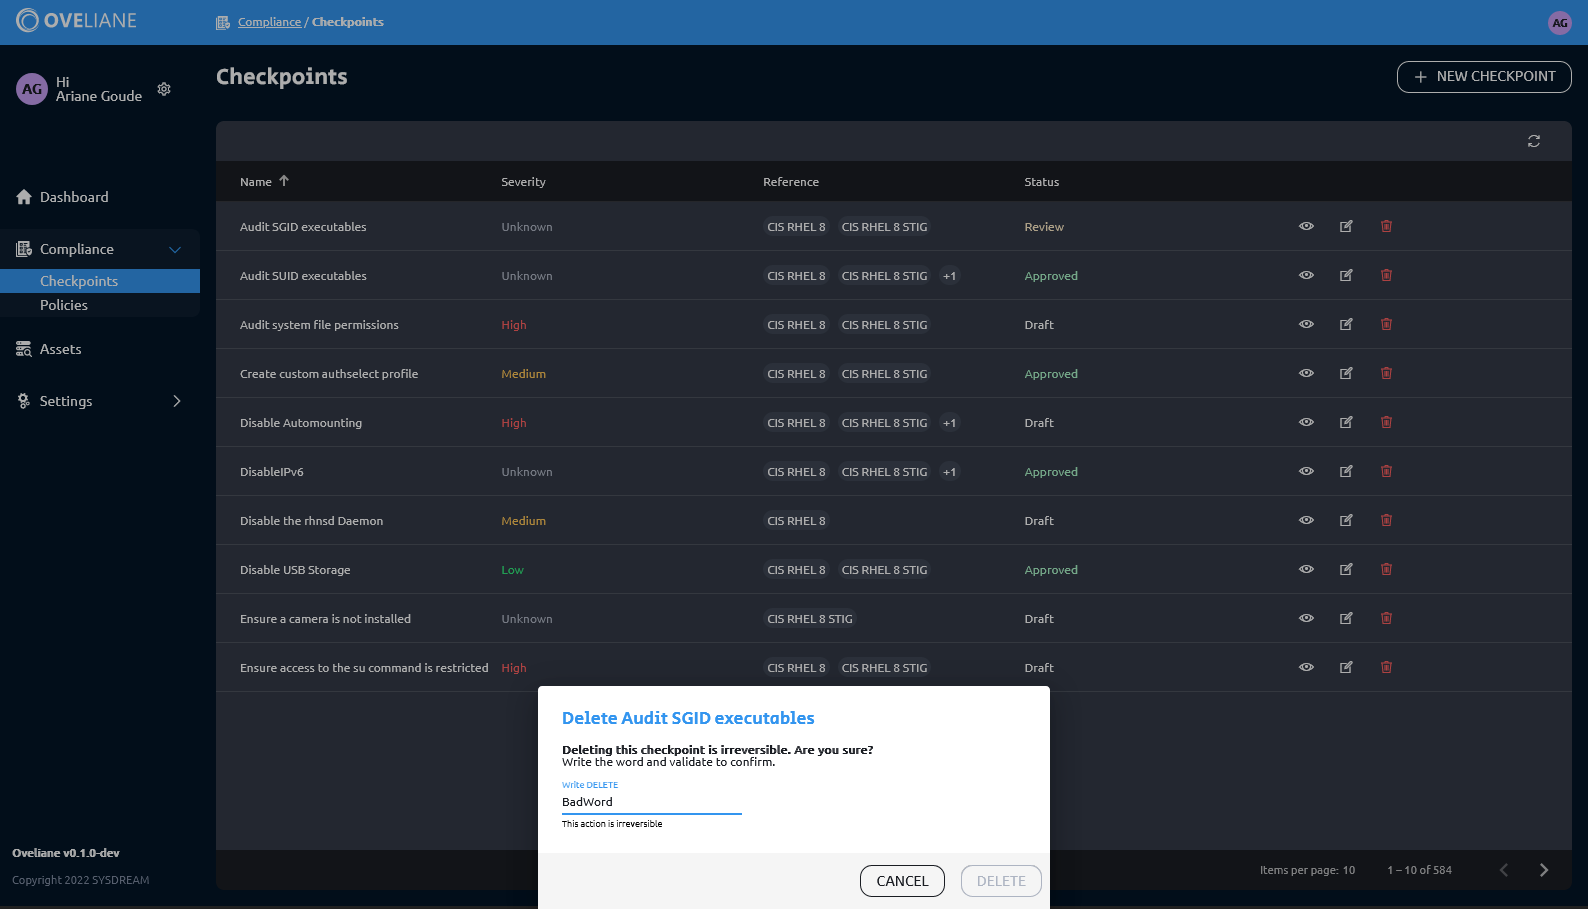 OVELIANE
Compliance / Checkpoints
AG
AG
Hi
Ariane Goude
Checkpoints
NEW CHECKPOINT
Dashboard
Compliance
Checkpoints
Policies
Assets
Settings
Name Severity Reference Status
Audit SGID executables Unknown CIS RHEL 8 CIS RHEL 8 STIG Review
Audit SUID executables Unknown CIS RHEL 8 CIS RHEL 8 STIG +1 Approved
Audit system file permissions High CIS RHEL 8 CIS RHEL 8 STIG Draft
Create custom authselect profile Medium CIS RHEL 8 CIS RHEL 8 STIG Approved
Disable Automounting High CIS RHEL 8 CIS RHEL 8 STIG +1 Draft
DisableIPv6 Unknown CIS RHEL 8 CIS RHEL 8 STIG +1 Approved
Disable the rhnsd Daemon Medium CIS RHEL 8 Draft
Disable USB Storage Low CIS RHEL 8 CIS RHEL 8 STIG Approved
Ensure a camera is not installed Unknown CIS RHEL 8 STIG Draft
Ensure access to the su command is restricted High CIS RHEL 8 CIS RHEL 8 STIG Draft
Delete Audit SGID executables
Deleting this checkpoint is irreversible. Are you sure?
Write the word and validate to confirm.
Write DELETE
BadWord
This action is irreversible
CANCEL DELETE
Items per page: 10 1 – 10 of 584
Oveliane v0.1.0-dev
Copyright 2022 SYSDREAM